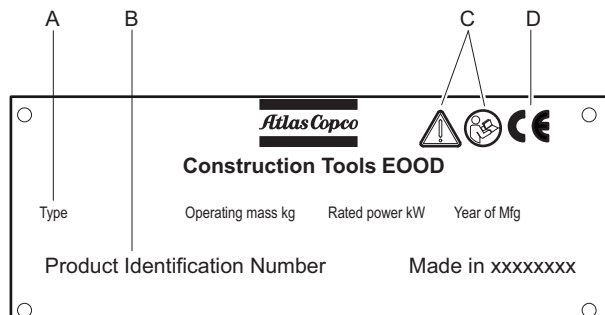 A B C D
Atlas Copco
Construction Tools EOOD
Type Operating mass kg Rated power kW Year of Mfg
Product Identification Number Made in xxxxxxxx